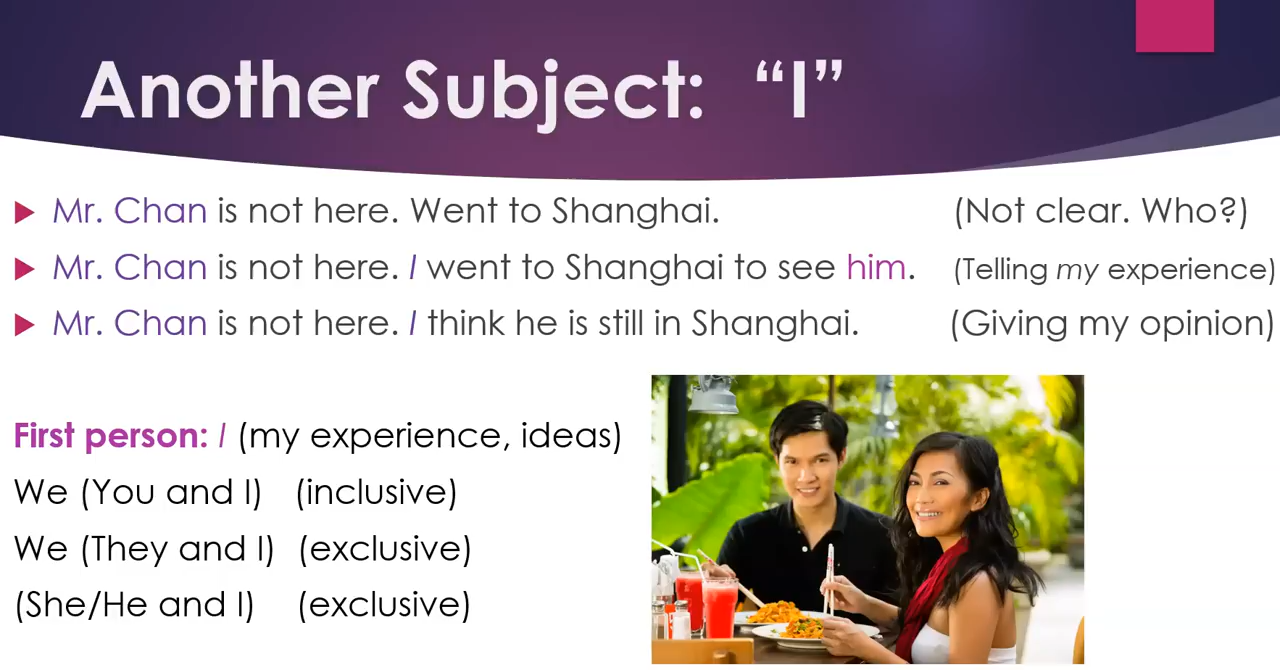 Another Subject: “I”
Mr. Chan is not here. Went to Shanghai. (Not clear. Who?)
Mr. Chan is not here. I went to Shanghai to see him. (Telling my experience)
Mr. Chan is not here. I think he is still in Shanghai. (Giving my opinion)
First person: I (my experience, ideas)
We (You and I) (inclusive)
We (They and I) (exclusive)
(She/He and I) (exclusive)